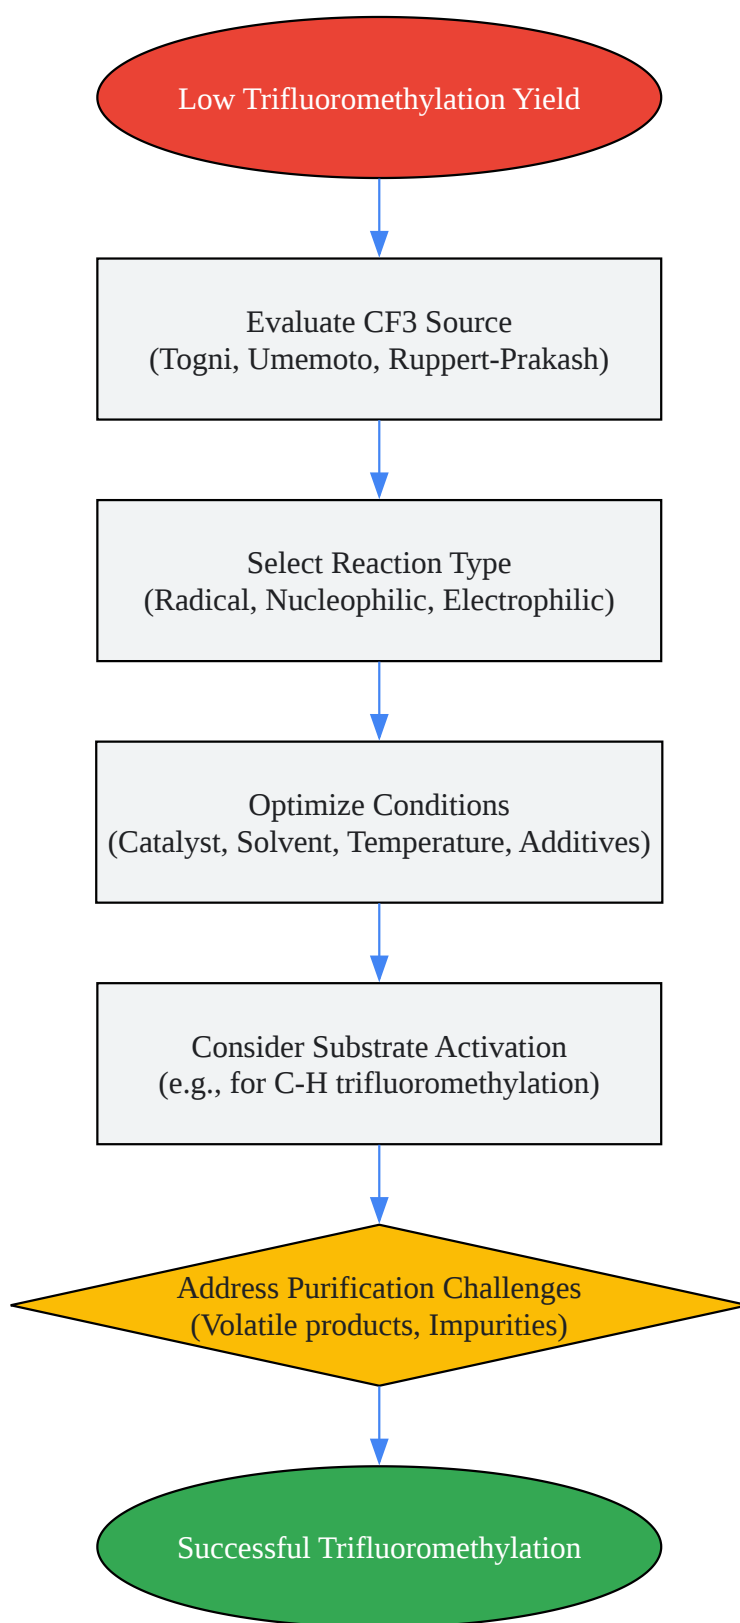 Low Trifluoromethylation Yield
Evaluate CF3 Source
(Togni, Umemoto, Ruppert-Prakash)
Select Reaction Type
(Radical, Nucleophilic, Electrophilic)
Optimize Conditions
(Catalyst, Solvent, Temperature, Additives)
Consider Substrate Activation
(e.g., for C-H trifluoromethylation)
Address Purification Challenges
(Volatile products, Impurities)
Successful Trifluoromethylation